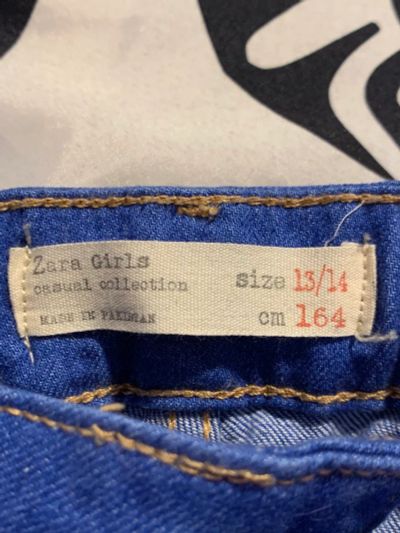 Zara Girls
casual collection
MADE IN PAKISTAN
size 13/14
cm 164